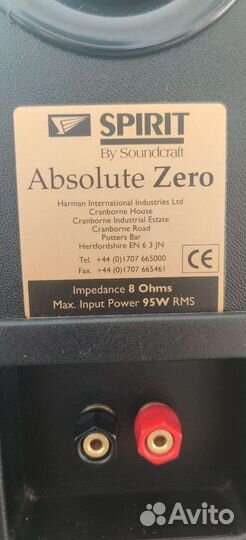 SPIRIT
By Soundcraft
Absolute Zero
Harman International Industries Ltd
Cranborne House
Cranborne Industrial Estate
Cranborne Road
Potters Bar
Hertfordshire EN 6 3 JN
Tel. +44 (0)1707 665000
Fax. +44 (0)1707 665461
CE
Impedance 8 Ohms
Max. Input Power 95W RMS
Avito